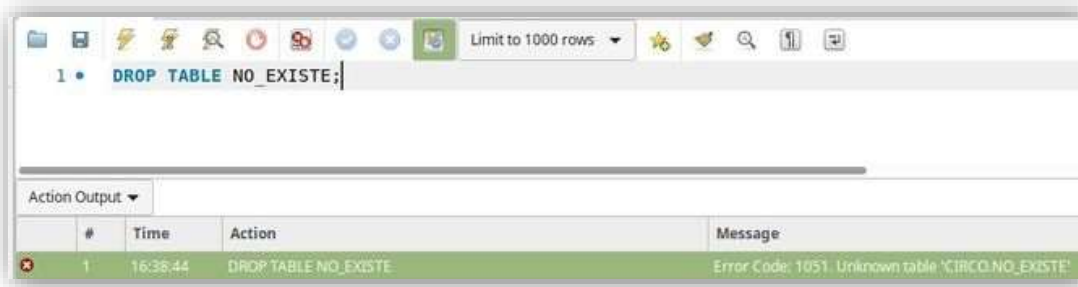 Limit to 1000 rows
1 DROP TABLE NO_EXISTE;
Action Output
# Time Action Message
1 16:38:44 DROP TABLE NO_EXISTE Error Code: 1051. Unknown table 'CIRCO.NO_EXISTE'